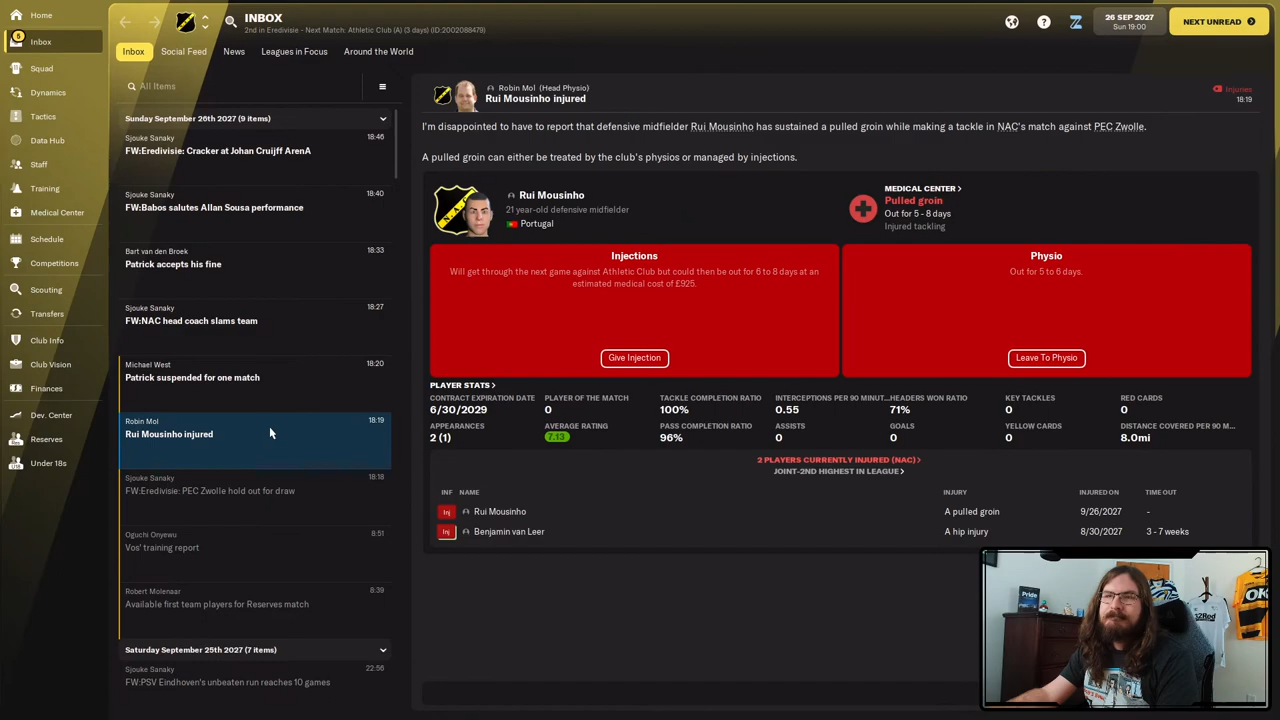 Home
INBOX
2nd in Eredivisie - Next Match: Athletic Club (A) (3 days) (ID:2002088479)
26 SEP 2027
Sun 19:00
NEXT UNREAD
5
Inbox
Squad
Dynamics
Tactics
Data Hub
Staff
Training
Medical Center
Schedule
Competitions
Scouting
Transfers
Club Info
Club Vision
Finances
Dev. Center
Reserves
Under 18s
Inbox
Social Feed
News
Leagues in Focus
Around the World
All Items
Sunday September 26th 2027 (9 items)
Sjouke Sanaky
18:46
FW:Eredivisie: Cracker at Johan Cruijff ArenA
Sjouke Sanaky
18:40
FW:Babos salutes Allan Sousa performance
Bart van den Broek
18:33
Patrick accepts his fine
Sjouke Sanaky
18:27
FW:NAC head coach slams team
Michael West
18:20
Patrick suspended for one match
Robin Mol
18:19
Rui Mousinho injured
Sjouke Sanaky
18:18
FW:Eredivisie: PEC Zwolle hold out for draw
Oguchi Onyewu
8:51
Vos' training report
Robert Molenaar
8:39
Available first team players for Reserves match
Saturday September 25th 2027 (7 items)
Sjouke Sanaky
22:56
FW:PSV Eindhoven's unbeaten run reaches 10 games
Robin Mol (Head Physio)
Rui Mousinho injured
Injuries
18:19
I'm disappointed to have to report that defensive midfielder Rui Mousinho has sustained a pulled groin while making a tackle in NAC's match against PEC Zwolle.
A pulled groin can either be treated by the club's physios or managed by injections.
Rui Mousinho
21 year-old defensive midfielder
Portugal
MEDICAL CENTER
Pulled groin
Out for 5 - 8 days
Injured tackling
Injections
Will get through the next game against Athletic Club but could then be out for 6 to 8 days at an
estimated medical cost of £925.
Give Injection
Physio
Out for 5 to 6 days.
Leave To Physio
PLAYER STATS
CONTRACT EXPIRATION DATE
6/30/2029
PLAYER OF THE MATCH
0
TACKLE COMPLETION RATIO
100%
INTERCEPTIONS PER 90 MINUT...
0.55
HEADERS WON RATIO
71%
KEY TACKLES
0
RED CARDS
0
APPEARANCES
2 (1)
AVERAGE RATING
7.13
PASS COMPLETION RATIO
96%
ASSISTS
0
GOALS
0
YELLOW CARDS
0
DISTANCE COVERED PER 90 M...
8.0mi
2 PLAYERS CURRENTLY INJURED (NAC)
JOINT-2ND HIGHEST IN LEAGUE
INF NAME INJURY INJURED ON TIME OUT
Inj Rui Mousinho A pulled groin 9/26/2027 -
Inj Benjamin van Leer A hip injury 8/30/2027 3 - 7 weeks
Pride